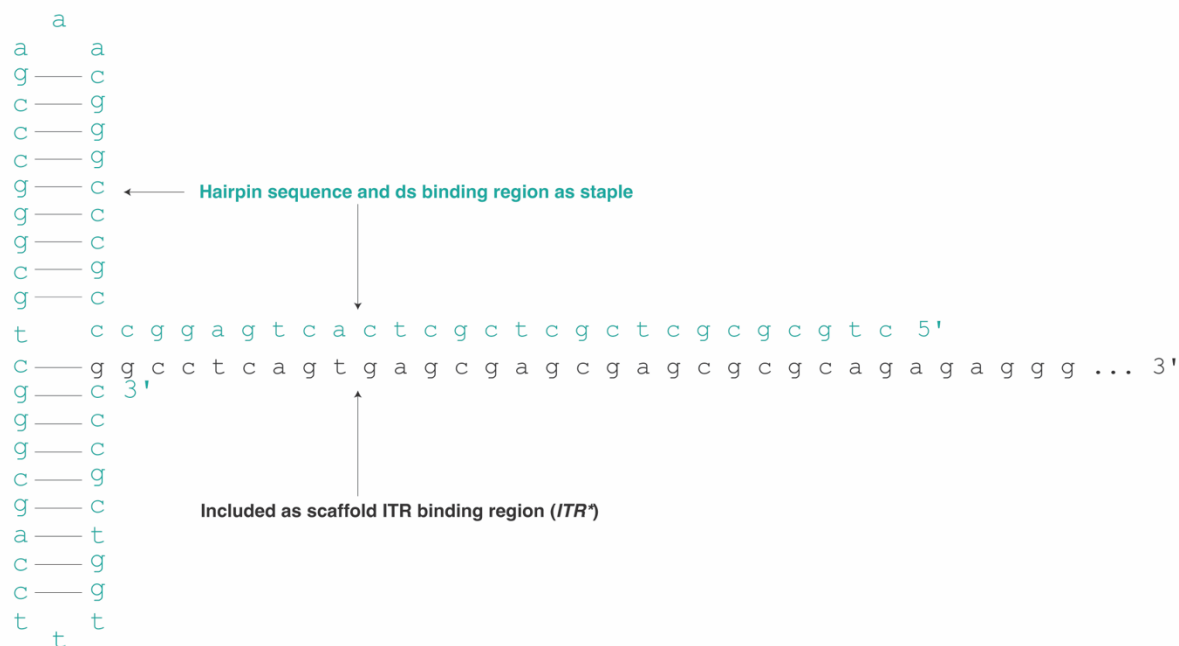 a
a a
g c
c g
c g
c g
g c Hairpin sequence and ds binding region as staple
g c
g c
c g
g c
t c c g g a g t c a c t c g c t c g c t c g c g c g t c 5'
c g g c c t c a g t g a g c g a g c g a g c g c g c a g a g a g g g ... 3'
g c 3'
g c
g c
c g
g c Included as scaffold ITR binding region (ITR*)
a t
c g
c g
t t
t